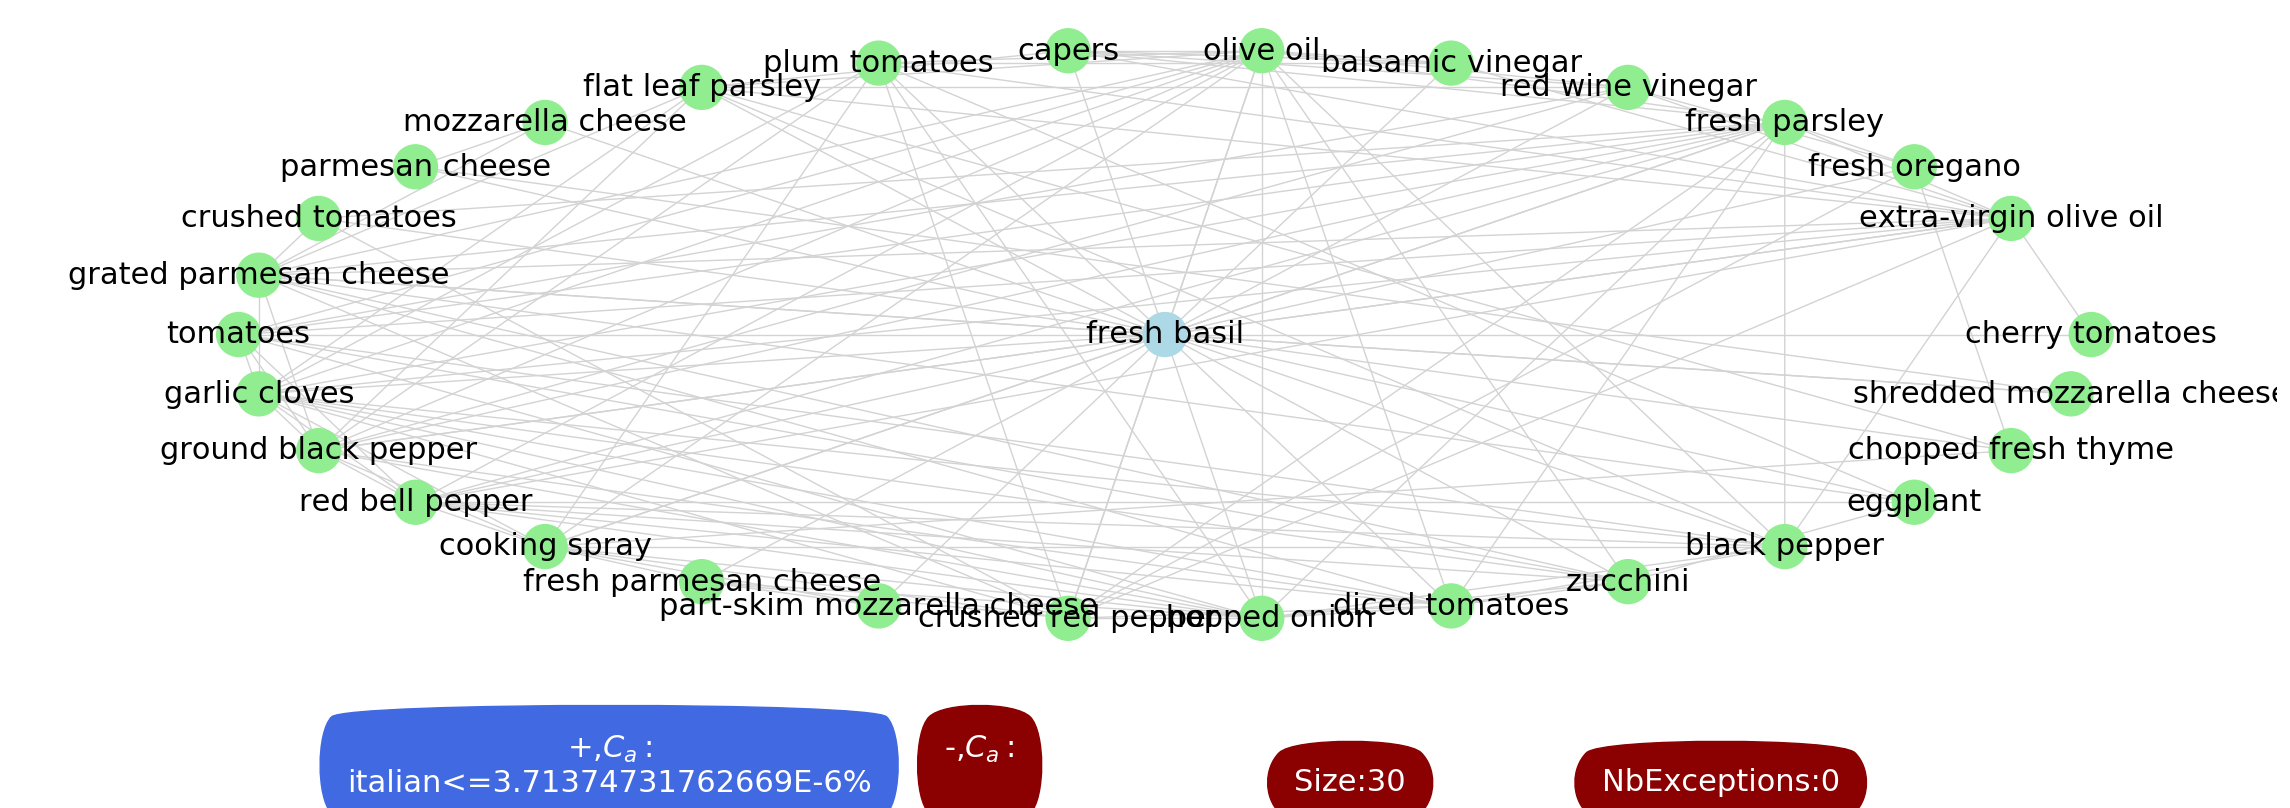 capers
olive oil
plum tomatoes
balsamic vinegar
flat leaf parsley
red wine vinegar
mozzarella cheese
fresh parsley
parmesan cheese
fresh oregano
crushed tomatoes
extra-virgin olive oil
grated parmesan cheese
tomatoes
fresh basil
cherry tomatoes
garlic cloves
shredded mozzarella cheese
ground black pepper
chopped fresh thyme
red bell pepper
eggplant
cooking spray
black pepper
fresh parmesan cheese
zucchini
part-skim mozzarella cheese
diced tomatoes
crushed red pepper
chopped onion
+,Ca:
italian<=3.71374731762669E-6%
-,Ca:
Size:30
NbExceptions:0